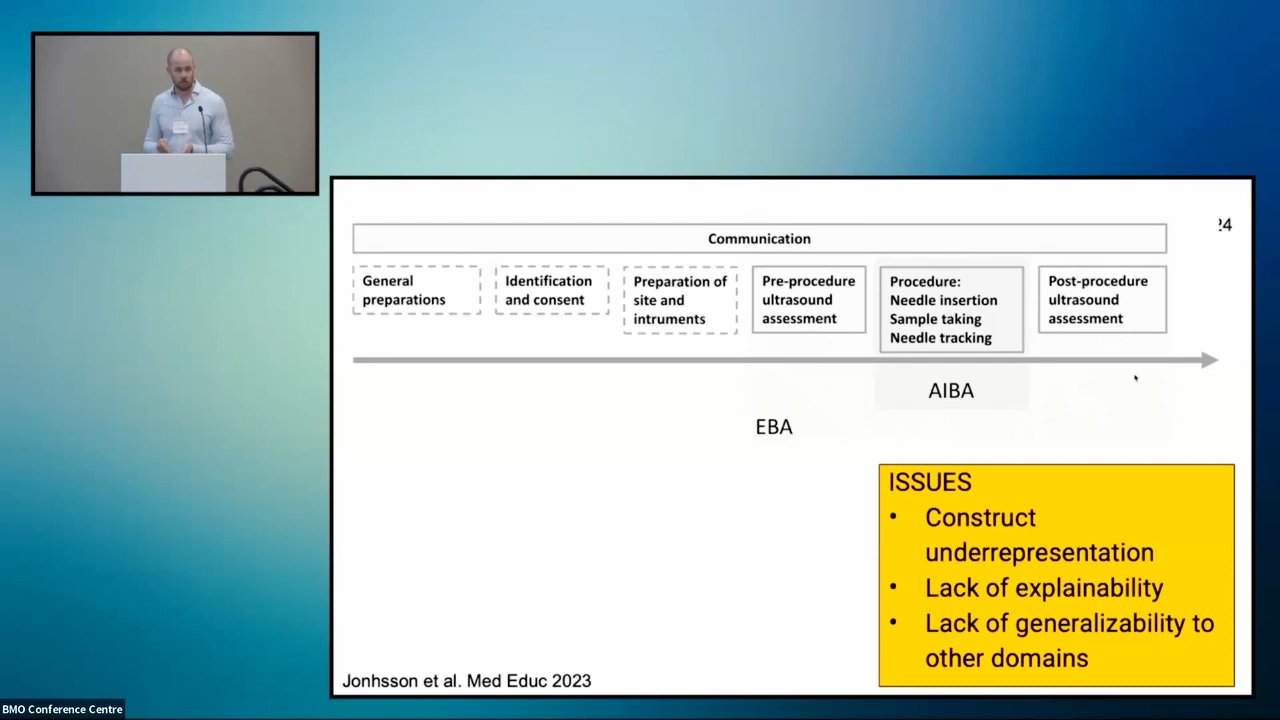 24
Communication
General
preparations
Identification
and consent
Preparation of
site and
intruments
Pre-procedure
ultrasound
assessment
Procedure:
Needle insertion
Sample taking
Needle tracking
Post-procedure
ultrasound
assessment
AIBA
EBA
ISSUES
• Construct
underrepresentation
• Lack of explainability
• Lack of generalizability to
other domains
Jonhsson et al. Med Educ 2023
BMO Conference Centre